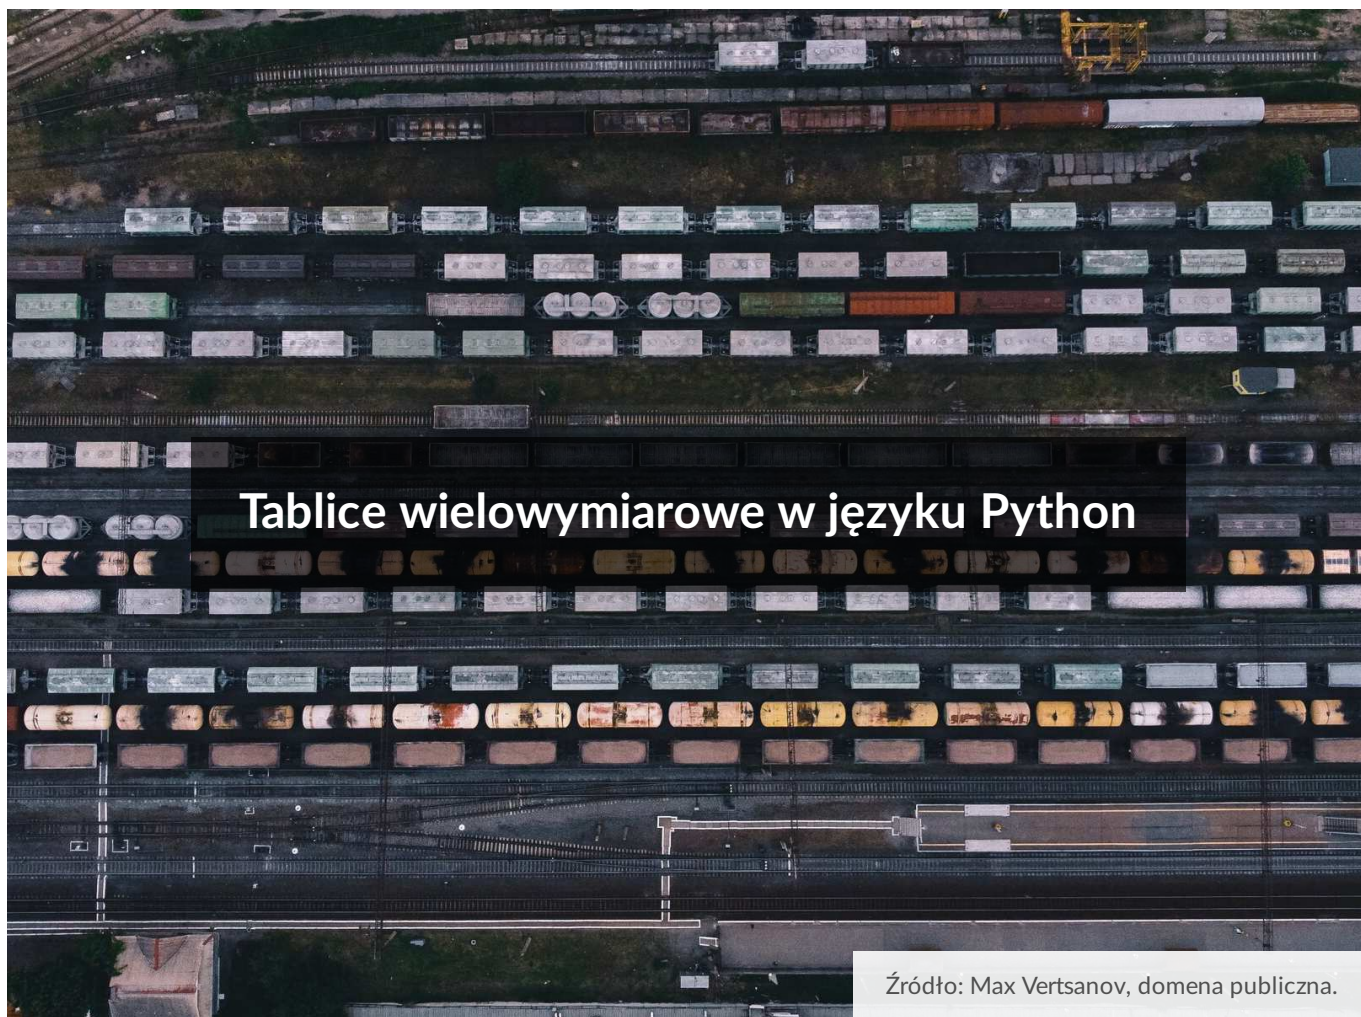 Tablice wielowymiarowe w języku Python
Źródło: Max Vertsanov, domena publiczna.